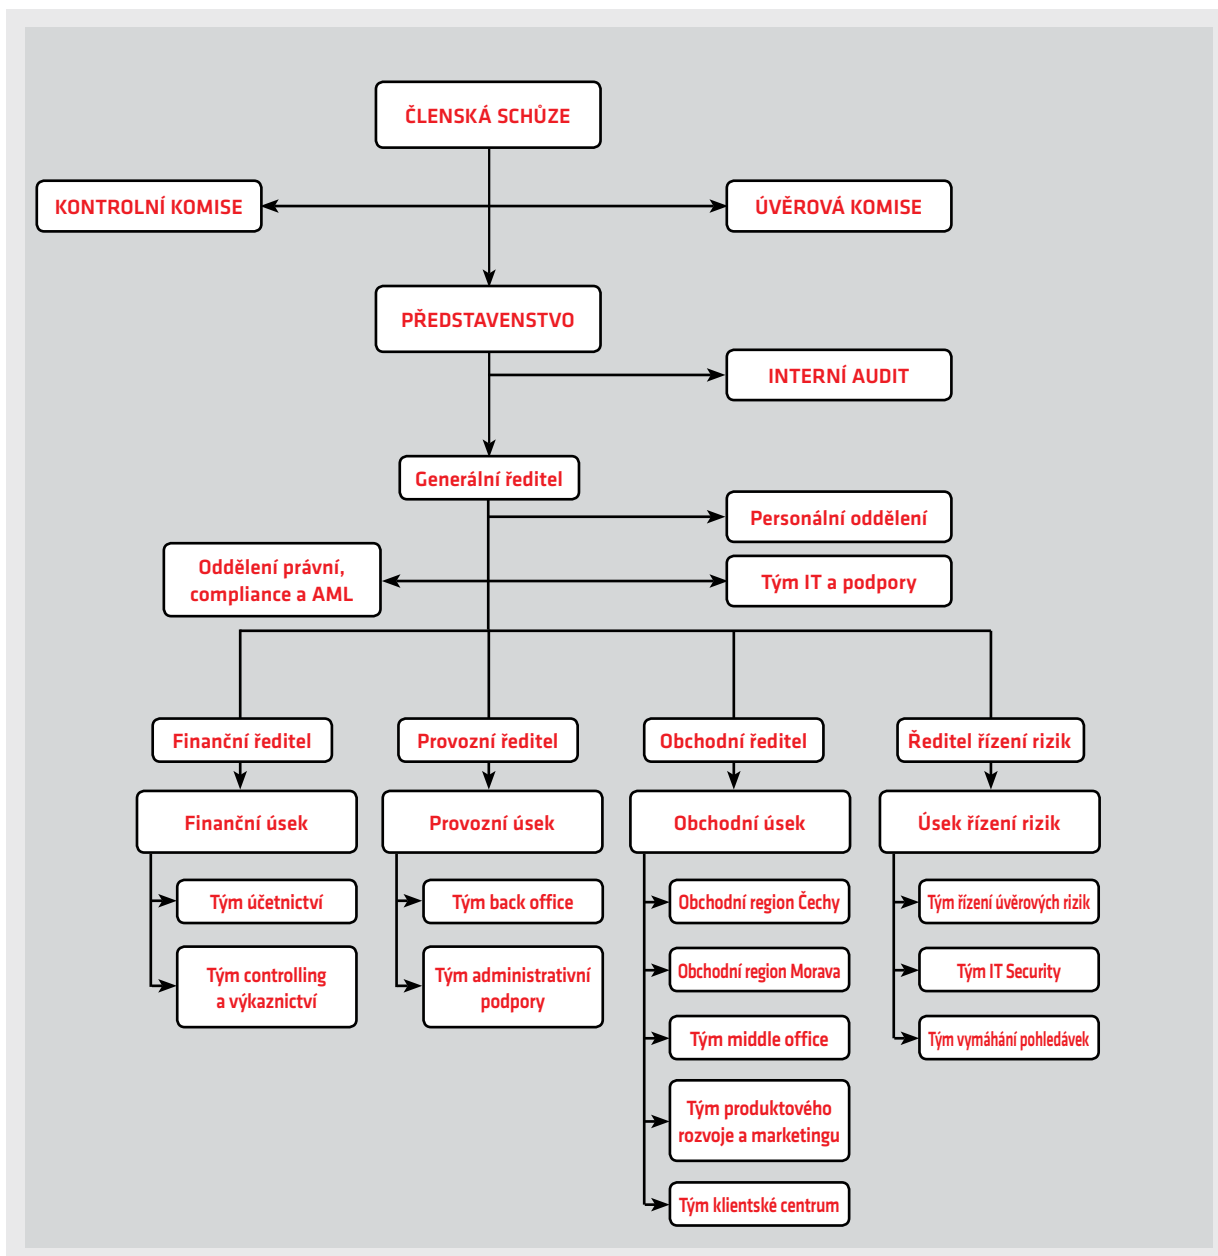 ČLENSKÁ SCHŮZE
KONTROLNÍ KOMISE
ÚVĚROVÁ KOMISE
PŘEDSTAVENSTVO
INTERNÍ AUDIT
Generální ředitel
Personální oddělení
Oddělení právní,
compliance a AML
Tým IT a podpory
Finanční ředitel
Provozní ředitel
Obchodní ředitel
Ředitel řízení rizik
Finanční úsek
Provozní úsek
Obchodní úsek
Úsek řízení rizik
Tým účetnictví
Tým back office
Obchodní region Čechy
Tým řízení úvěrových rizik
Tým controlling
a výkaznictví
Tým administrativní
podpory
Obchodní region Morava
Tým IT Security
Tým middle office
Tým vymáhání pohledávek
Tým produktového
rozvoje a marketingu
Tým klientské centrum